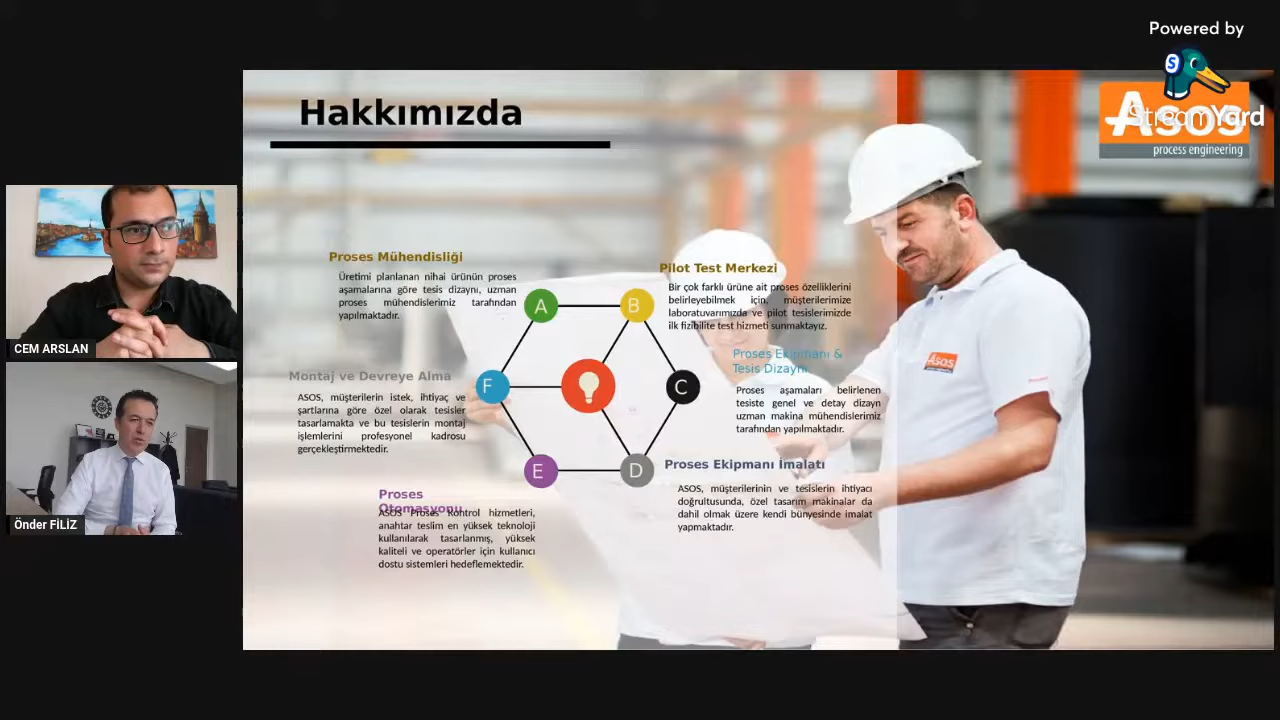 Powered by
StreamYard
Asos
process engineering
Hakkımızda
Proses Mühendisliği
Üretimi planlanan nihai ürünün proses
aşamalarına göre tesis dizaynı, uzman
proses mühendislerimiz tarafından
yapılmaktadır.
Pilot Test Merkezi
Bir çok farklı ürüne ait proses özelliklerini
belirleyebilmek için, müşterilerimize
laboratuvarımızda ve pilot tesislerimizde
ilk fizibilite test hizmeti sunmaktayız.
A
B
Proses Ekipmanı &
Tesis Dizaynı
Proses aşamaları belirlenen
tesiste genel ve detay dizayn
uzman makina mühendislerimiz
tarafından yapılmaktadır.
Montaj ve Devreye Alma
ASOS, müşterilerin istek, ihtiyaç ve
şartlarına göre özel olarak tesisler
tasarlamakta ve bu tesislerin montaj
işlemlerini profesyonel kadrosu
gerçekleştirmektedir.
F
C
E
D
Proses Ekipmanı İmalatı
ASOS, müşterilerinin ve tesislerin ihtiyacı
doğrultusunda, özel tasarım makinalar da
dahil olmak üzere kendi bünyesinde imalat
yapmaktadır.
Proses
Otomasyonu
ASOS Proses Kontrol hizmetleri,
anahtar teslim en yüksek teknoloji
kullanılarak tasarlanmış, yüksek
kaliteli ve operatörler için kullanıcı
dostu sistemleri hedeflemektedir.
Asos
CEM ARSLAN
Önder FİLİZ